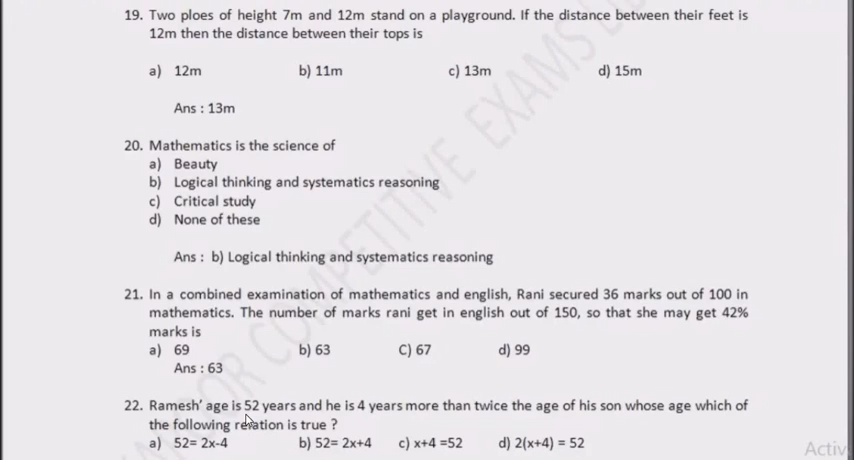 19. Two ploes of height 7m and 12m stand on a playground. If the distance between their feet is
12m then the distance between their tops is
a) 12m b) 11m c) 13m d) 15m
Ans : 13m
20. Mathematics is the science of
a) Beauty
b) Logical thinking and systematics reasoning
c) Critical study
d) None of these
Ans : b) Logical thinking and systematics reasoning
21. In a combined examination of mathematics and english, Rani secured 36 marks out of 100 in
mathematics. The number of marks rani get in english out of 150, so that she may get 42%
marks is
a) 69 b) 63 C) 67 d) 99
Ans : 63
22. Ramesh' age is 52 years and he is 4 years more than twice the age of his son whose age which of
the following relation is true ?
a) 52= 2x-4 b) 52= 2x+4 c) x+4 =52 d) 2(x+4) = 52
FOR COMPETITIVE EXAMS
Activ